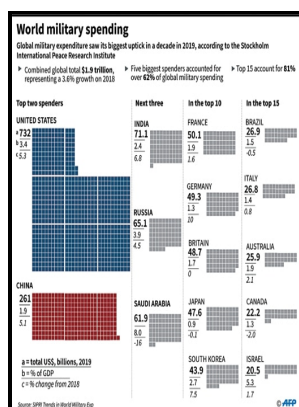 World military spending
Global military expenditure saw its biggest uptick in a decade in 2019, according to the Stockholm
International Peace Research Institute
Combined global total $1.9 trillion,
representing a 3.6% growth on 2018
Five biggest spenders accounted for
over 62% of global military spending
Top 15 account for 81%
Top two spenders
UNITED STATES
a 732
b 3.4
c 5.3
CHINA
261
1.9
5.1
a = total US$, billions, 2019
b = % of GDP
c = % change from 2018
Next three
INDIA
71.1
2.4
6.8
RUSSIA
65.1
3.9
4.5
SAUDI ARABIA
61.9
8.0
-16
In the top 10
FRANCE
50.1
1.9
1.6
GERMANY
49.3
1.3
10
BRITAIN
48.7
1.7
0
JAPAN
47.6
0.9
-0.1
SOUTH KOREA
43.9
2.7
7.5
In the top 15
BRAZIL
26.9
1.5
-0.5
ITALY
26.8
1.4
0.8
AUSTRALIA
25.9
1.9
2.1
CANADA
22.2
1.3
-2.0
ISRAEL
20.5
5.3
1.7
Source: SIPRI Trends in World Military Exp
© AFP